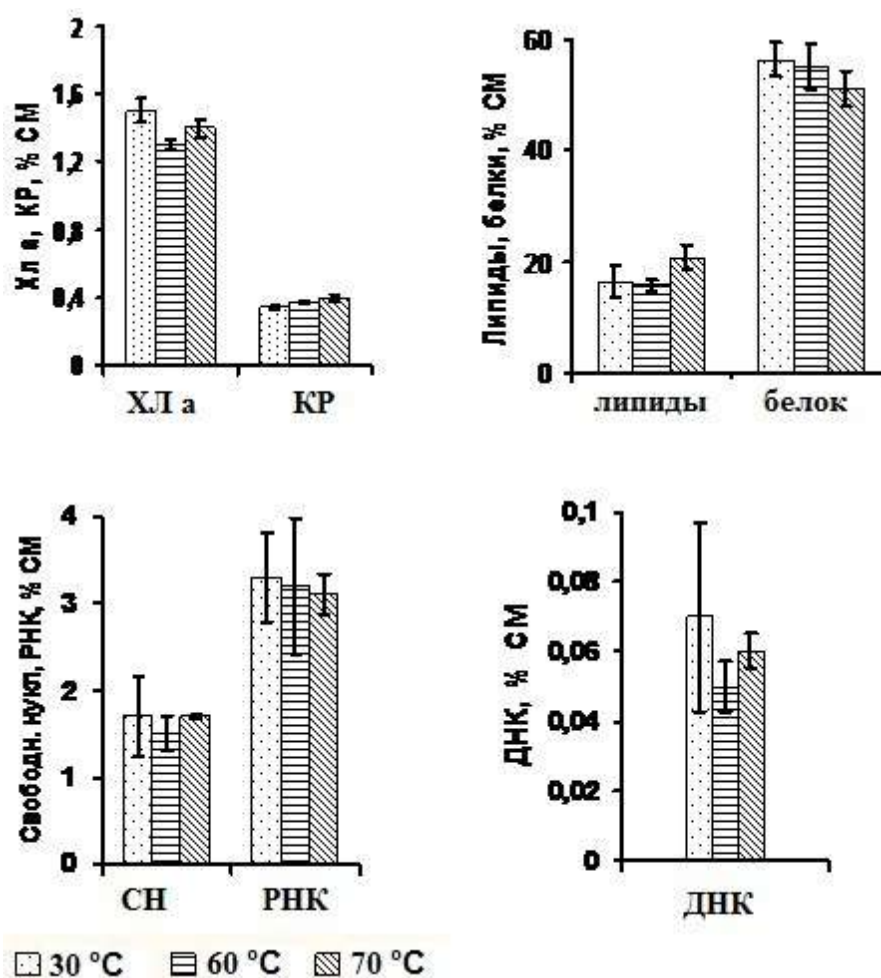 Хл а, КР, % СМ
2
1,6
1,2
0,8
0,4
0
ХЛ а КР
Липиды, белки, % СМ
60
40
20
0
липиды белок
Свободн. нукл, РНК, % СМ
4
3
2
1
0
СН РНК
ДНК, % СМ
0,1
0,08
0,06
0,04
0,02
0
ДНК
30 °C 60 °C 70 °C